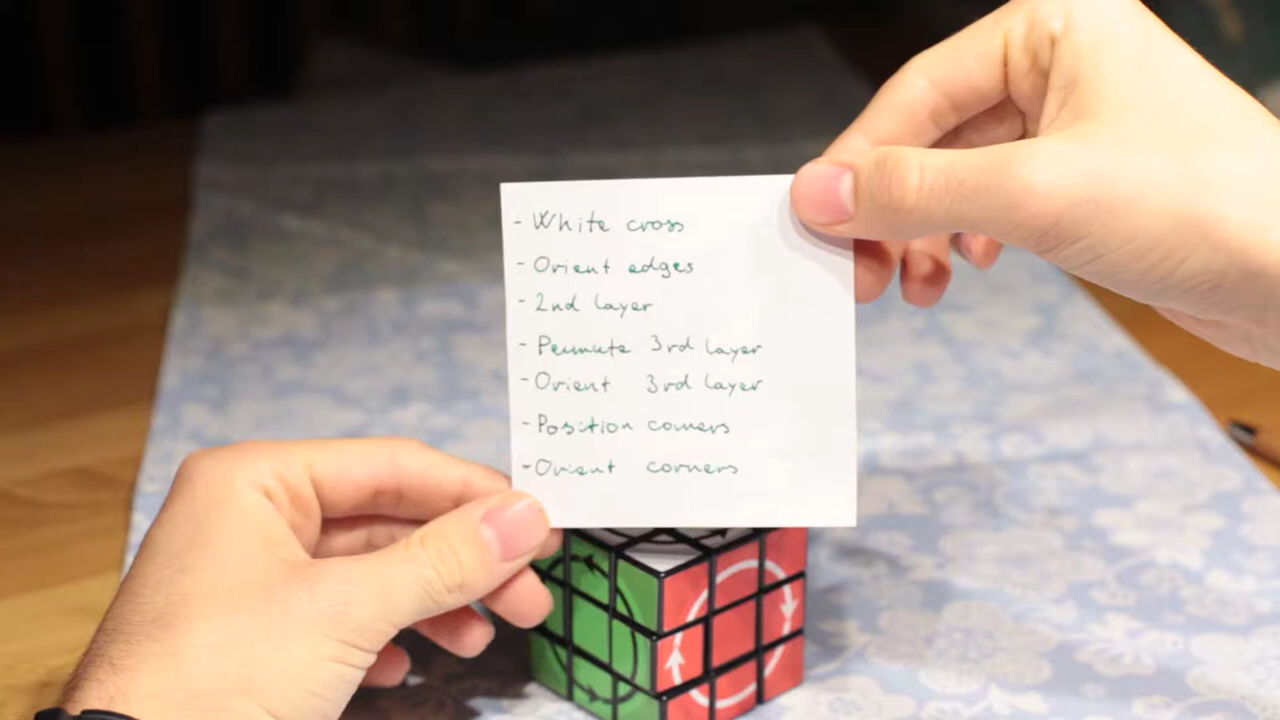 - White cross
- Orient edges
- 2nd layer
- Permute 3rd layer
- Orient 3rd layer
- Position corners
- Orient corners